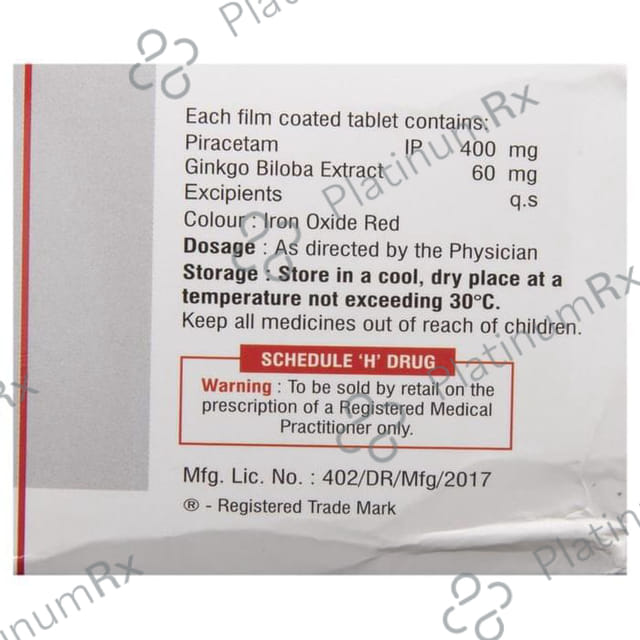 PlatinumRx
Each film coated tablet contains:
Piracetam IP 400 mg
Ginkgo Biloba Extract 60 mg
Excipients q.s
Colour : Iron Oxide Red
Dosage : As directed by the Physician
Storage : Store in a cool, dry place at a
temperature not exceeding 30°C.
Keep all medicines out of reach of children.
SCHEDULE 'H' DRUG
Warning : To be sold by retail on the
prescription of a Registered Medical
Practitioner only.
Mfg. Lic. No. : 402/DR/Mfg/2017
® - Registered Trade Mark